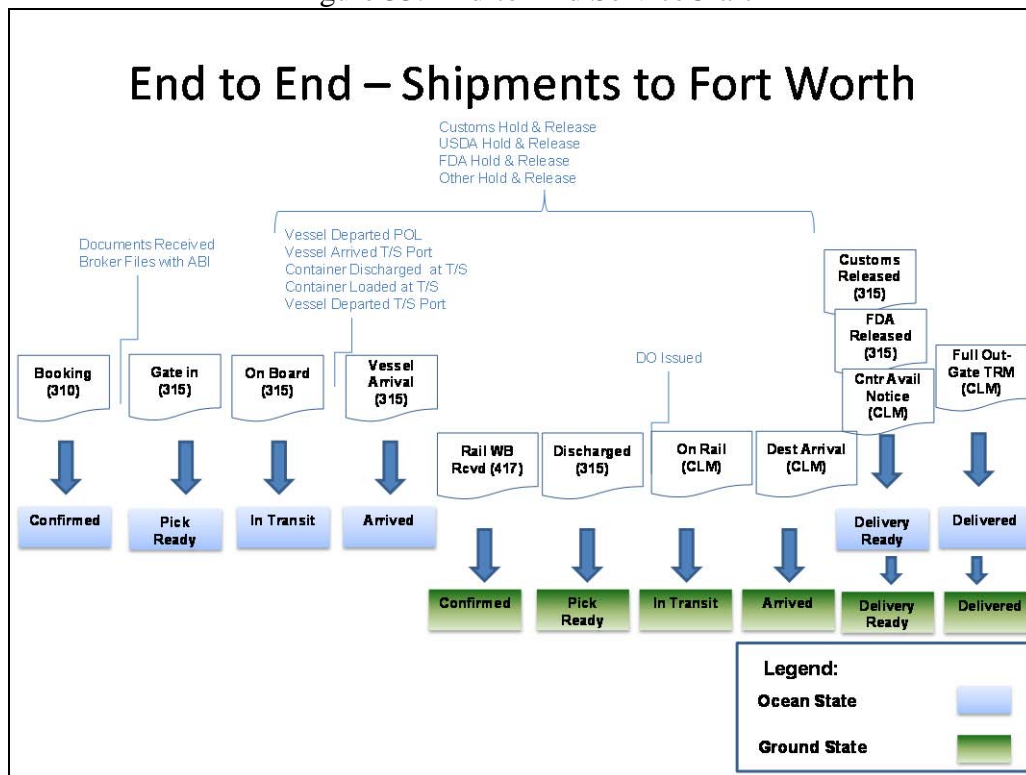 End to End – Shipments to Fort Worth
Customs Hold & Release
USDA Hold & Release
FDA Hold & Release
Other Hold & Release
Documents Received
Broker Files with ABI
Vessel Departed POL
Vessel Arrived T/S Port
Container Discharged at T/S
Container Loaded at T/S
Vessel Departed T/S Port
DO Issued
Customs
Released
(315)
FDA
Released
(315)
Cntr Avail
Notice
(CLM)
Full Out-
Gate TRM
(CLM)
Booking
(310)
Gate in
(315)
On Board
(315)
Vessel
Arrival
(315)
Rail WB
Rcvd (417)
Discharged
(315)
On Rail
(CLM)
Dest Arrival
(CLM)
Confirmed
Pick
Ready
In Transit
Arrived
Delivery
Ready
Delivered
Confirmed
Pick
Ready
In Transit
Arrived
Delivery
Ready
Delivered
Legend:
Ocean State
Ground State